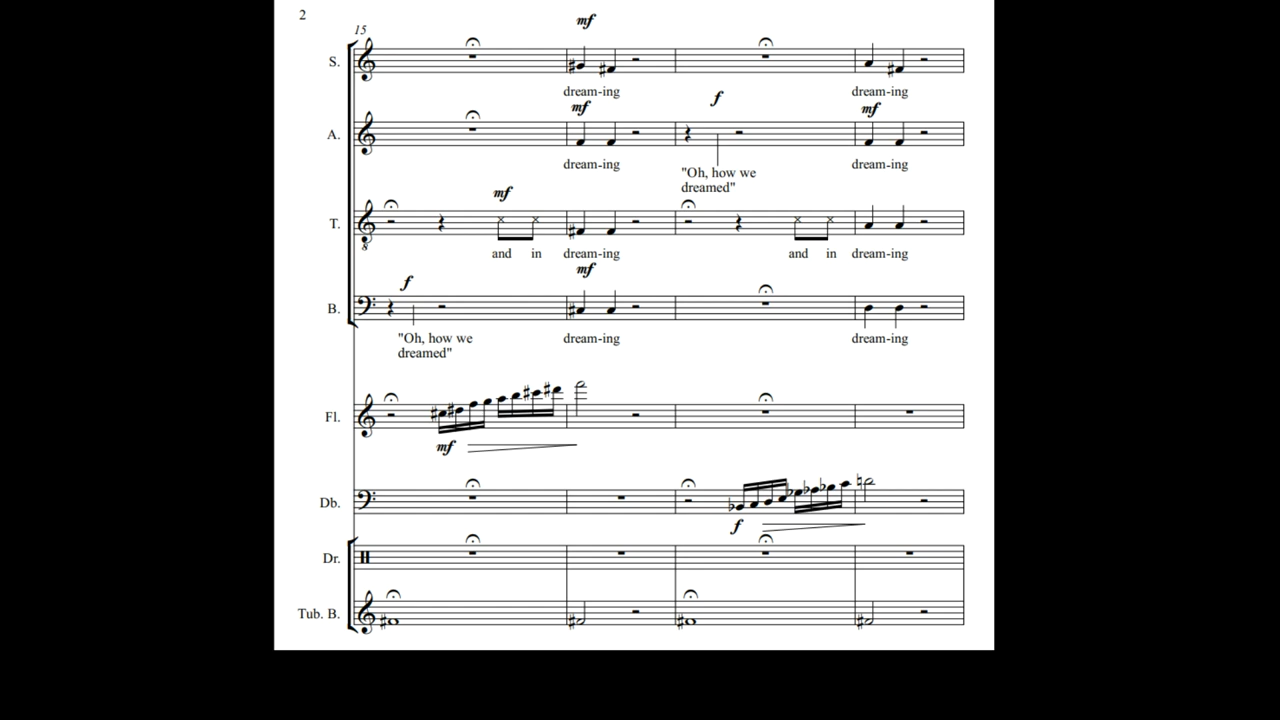 2
15
mf
S.
dream-ing dream-ing
mf f mf
A.
dream-ing dream-ing
"Oh, how we
dreamed"
mf
T.
8
and in dream-ing and in dream-ing
f mf
B.
"Oh, how we dream-ing dream-ing
dreamed"
Fl.
mf
Db.
f
Dr.
Tub. B.